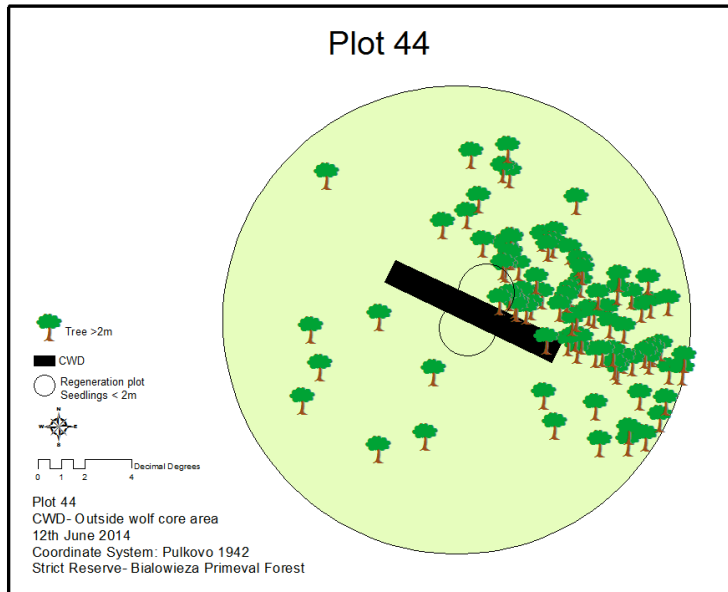 Plot 44
Tree >2m
CWD
Regeneration plot
Seedlings < 2m
N
W E
S
Decimal Degrees
0 1 2 4
Plot 44
CWD- Outside wolf core area
12th June 2014
Coordinate System: Pulkovo 1942
Strict Reserve- Bialowieza Primeval Forest